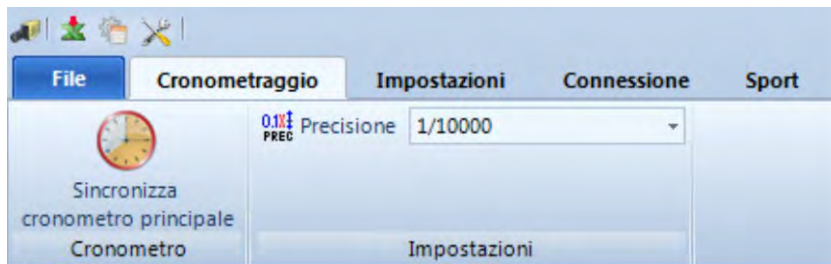 File Cronometraggio Impostazioni Connessione Sport
0.1X PREC Precisione 1/10000
Sincronizza
cronometro principale
Cronometro Impostazioni